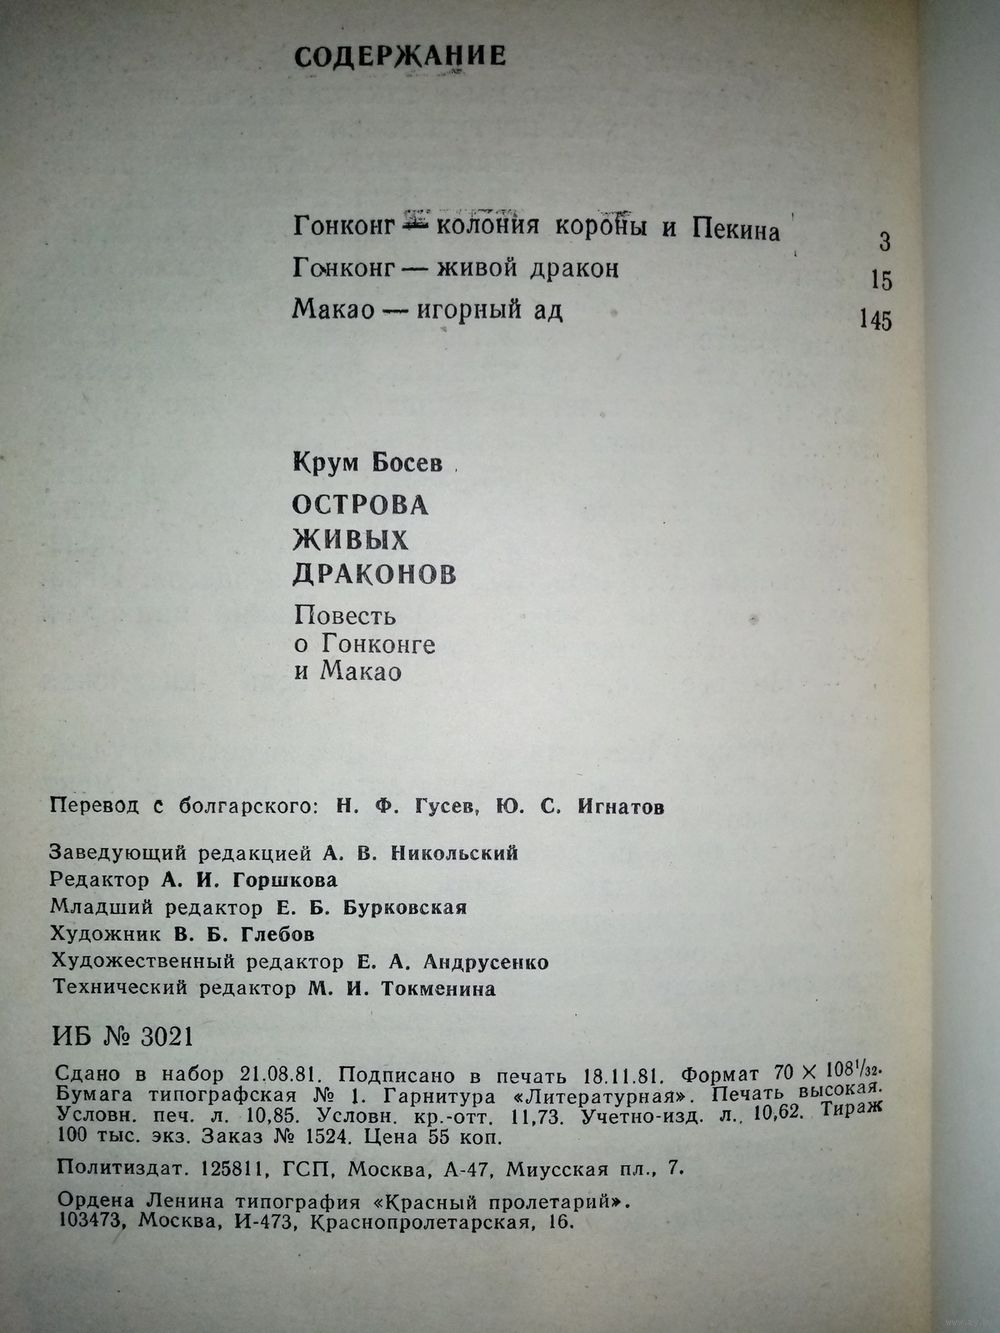 СОДЕРЖАНИЕ
Гонконг — колония короны и Пекина 3
Гонконг — живой дракон 15
Макао — игорный ад 145
Крум Босев
ОСТРОВА
ЖИВЫХ
ДРАКОНОВ
Повесть
о Гонконге
и Макао
Перевод с болгарского: Н. Ф. Гусев, Ю. С. Игнатов
Заведующий редакцией А. В. Никольский
Редактор А. И. Горшкова
Младший редактор Е. Б. Бурковская
Художник В. Б. Глебов
Художественный редактор Е. А. Андрусенко
Технический редактор М. И. Токменина
ИБ № 3021
Сдано в набор 21.08.81. Подписано в печать 18.11.81. Формат 70 × 108¹/₃₂.
Бумага типографская № 1. Гарнитура «Литературная». Печать высокая.
Условн. печ. л. 10,85. Условн. кр.-отт. 11,73. Учетно-изд. л. 10,62. Тираж
100 тыс. экз. Заказ № 1524. Цена 55 коп.
Политиздат. 125811, ГСП, Москва, А-47, Миусская пл., 7.
Ордена Ленина типография «Красный пролетарий».
103473, Москва, И-473, Краснопролетарская, 16.